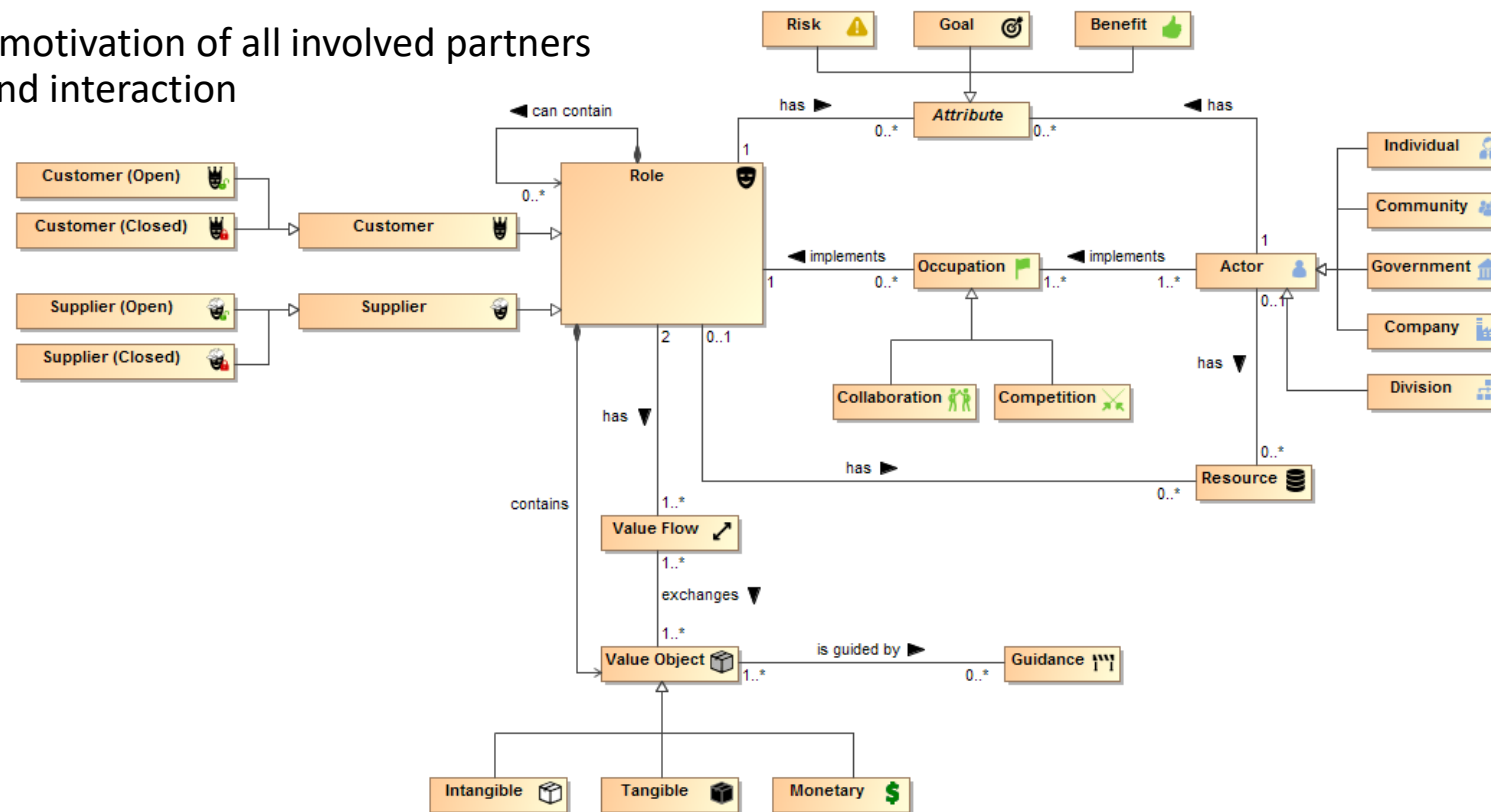 motivation of all involved partners
nd interaction
Risk
Goal
Benefit
can contain
has
has
Attribute
0..*
0..*
1
Individual
Customer (Open)
Role
0..*
Community
Customer (Closed)
Customer
1
implements
implements
Occupation
Actor
Government
1
0..*
1..*
1..*
0..1
Supplier (Open)
Supplier
Company
Supplier (Closed)
2
0..1
has
Division
Collaboration
Competition
has
has
0..*
Resource
0..*
contains
1..*
Value Flow
1..*
exchanges
1..*
is guided by
Value Object
Guidance
1..*
0..*
Intangible
Tangible
Monetary
$